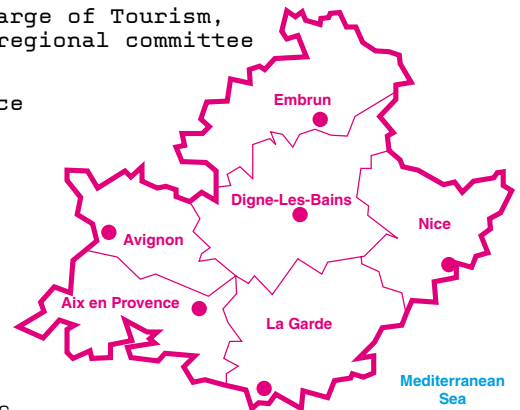 arge of Tourism,
regional committee
ce
Embrun
Digne-Les-Bains
Nice
Avignon
Aix en Provence
La Garde
Mediterranean
Sea